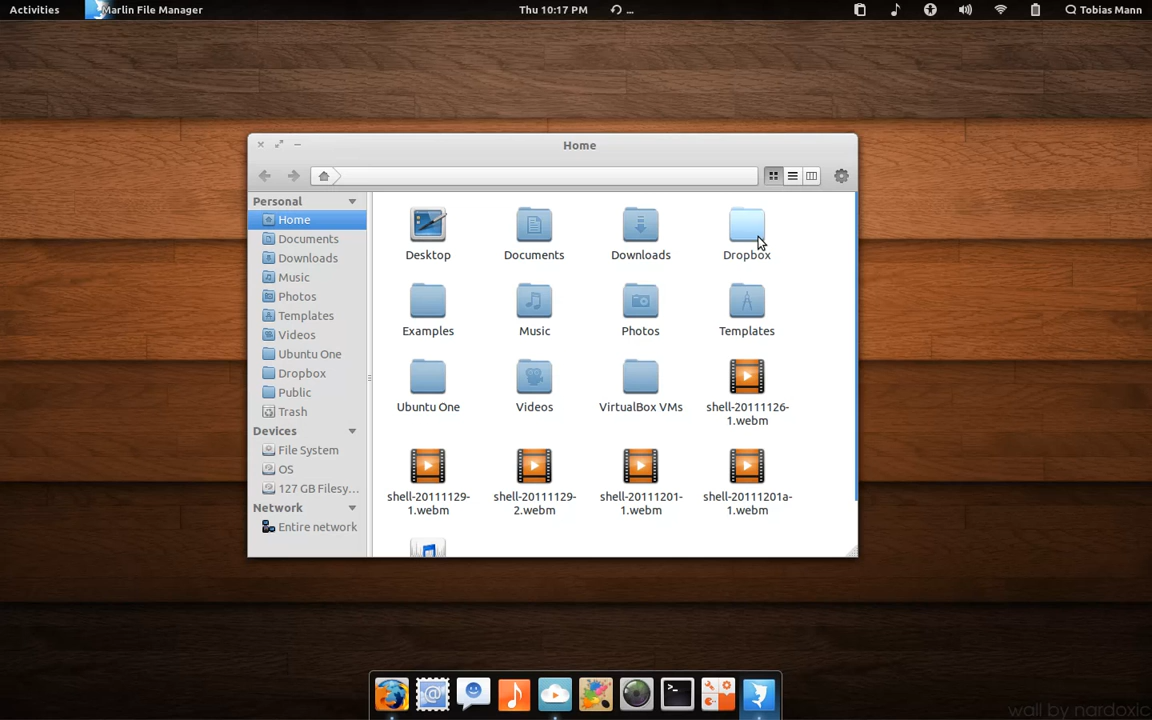 Activities
Marlin File Manager
Thu 10:17 PM
...
Tobias Mann
Home
Personal
Home
Documents
Downloads
Music
Photos
Templates
Videos
Ubuntu One
Dropbox
Public
Trash
Devices
File System
OS
127 GB Filesy...
Network
Entire network
Desktop
Documents
Downloads
Dropbox
Examples
Music
Photos
Templates
Ubuntu One
Videos
VirtualBox VMs
shell-20111126-
1.webm
shell-20111129-
1.webm
shell-20111129-
2.webm
shell-20111201-
1.webm
shell-20111201a-
1.webm
wall by nardoxic